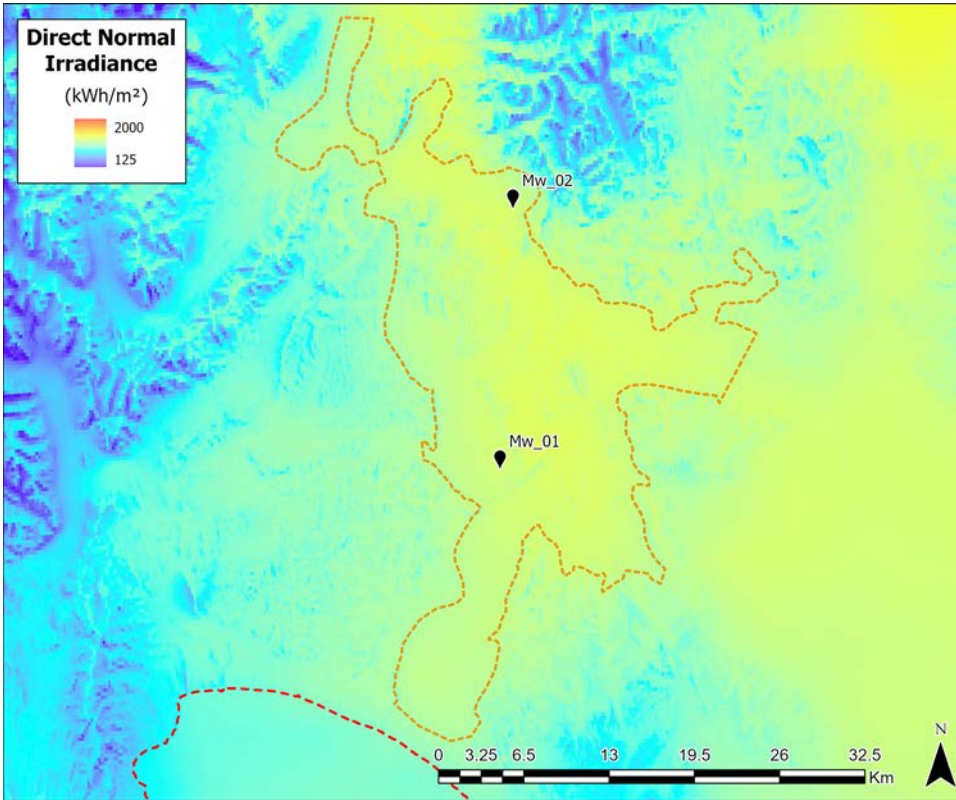 Direct Normal
Irradiance
(kWh/m²)
2000
125
Mw_02
Mw_01
N
0 3.25 6.5 13 19.5 26 32.5
Km